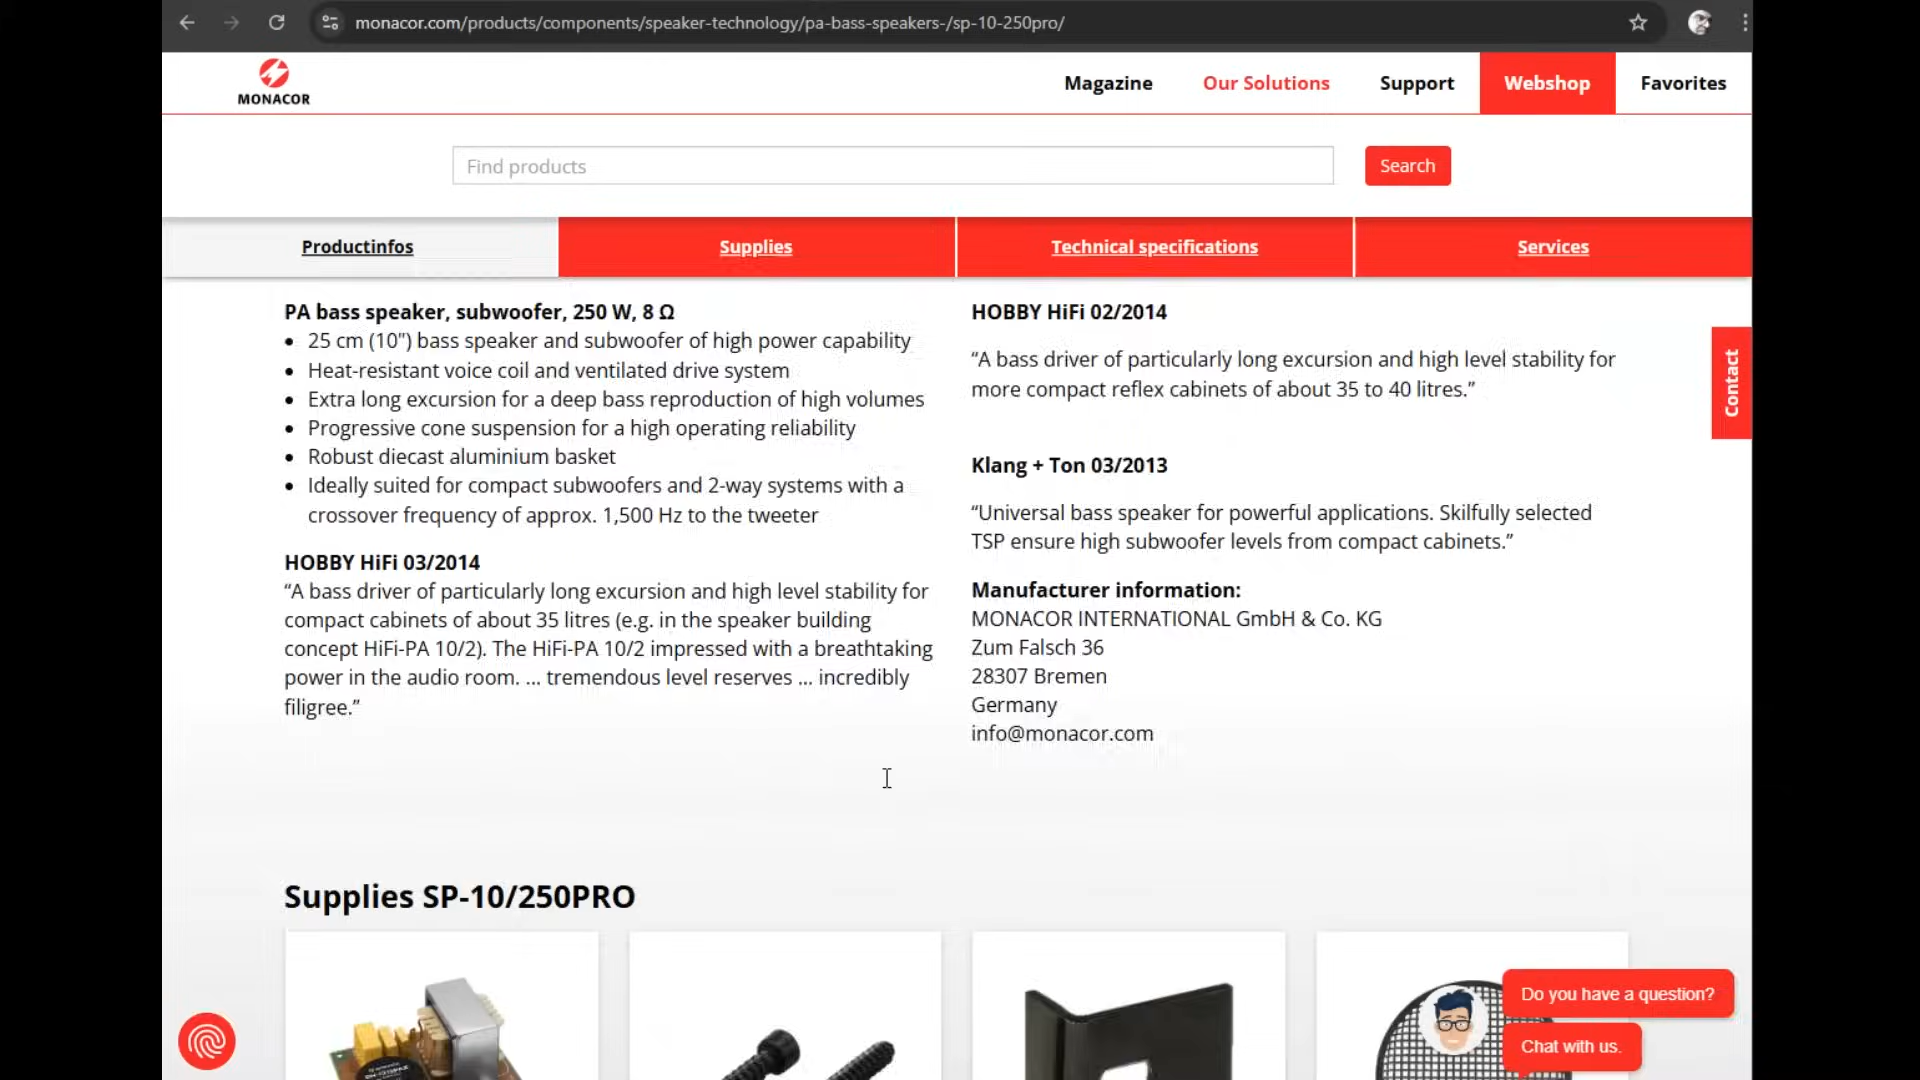 monacor.com/products/components/speaker-technology/pa-bass-speakers-/sp-10-250pro/
MONACOR
Magazine
Our Solutions
Support
Webshop
Favorites
Find products
Search
Productinfos
Supplies
Technical specifications
Services
PA bass speaker, subwoofer, 250 W, 8 Ω
• 25 cm (10") bass speaker and subwoofer of high power capability
• Heat-resistant voice coil and ventilated drive system
• Extra long excursion for a deep bass reproduction of high volumes
• Progressive cone suspension for a high operating reliability
• Robust diecast aluminium basket
• Ideally suited for compact subwoofers and 2-way systems with a
crossover frequency of approx. 1,500 Hz to the tweeter
HOBBY HiFi 03/2014
“A bass driver of particularly long excursion and high level stability for
compact cabinets of about 35 litres (e.g. in the speaker building
concept HiFi-PA 10/2). The HiFi-PA 10/2 impressed with a breathtaking
power in the audio room. ... tremendous level reserves ... incredibly
filigree.”
HOBBY HiFi 02/2014
“A bass driver of particularly long excursion and high level stability for
more compact reflex cabinets of about 35 to 40 litres.”
Klang + Ton 03/2013
“Universal bass speaker for powerful applications. Skilfully selected
TSP ensure high subwoofer levels from compact cabinets.”
Manufacturer information:
MONACOR INTERNATIONAL GmbH & Co. KG
Zum Falsch 36
28307 Bremen
Germany
info@monacor.com
Contact
Supplies SP-10/250PRO
Do you have a question?
Chat with us.